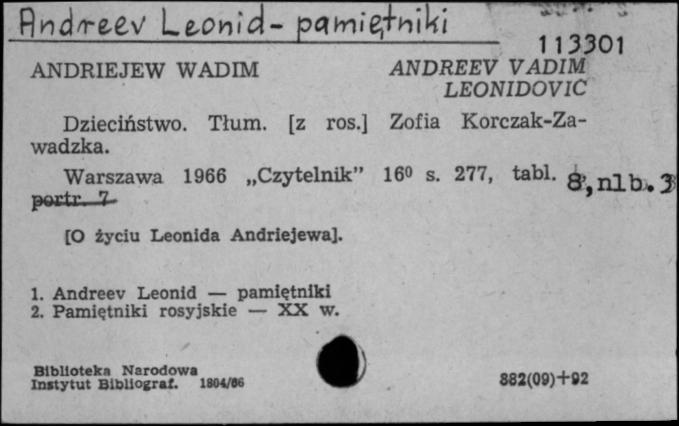 Andreev Leonid - pamiętniki
113301
ANDRIEJEW WADIM ANDREEV VADIM
LEONIDOVIC
Dzieciństwo. Tłum. [z ros.] Zofia Korczak-Za-
wadzka.
Warszawa 1966 „Czytelnik” 16⁰ s. 277, tabl. 8, nlb. 3
portr. 7
[O życiu Leonida Andriejewa].
1. Andreev Leonid — pamiętniki
2. Pamiętniki rosyjskie — XX w.
Biblioteka Narodowa
Instytut Bibliograf. 1804/66
882(09)+92